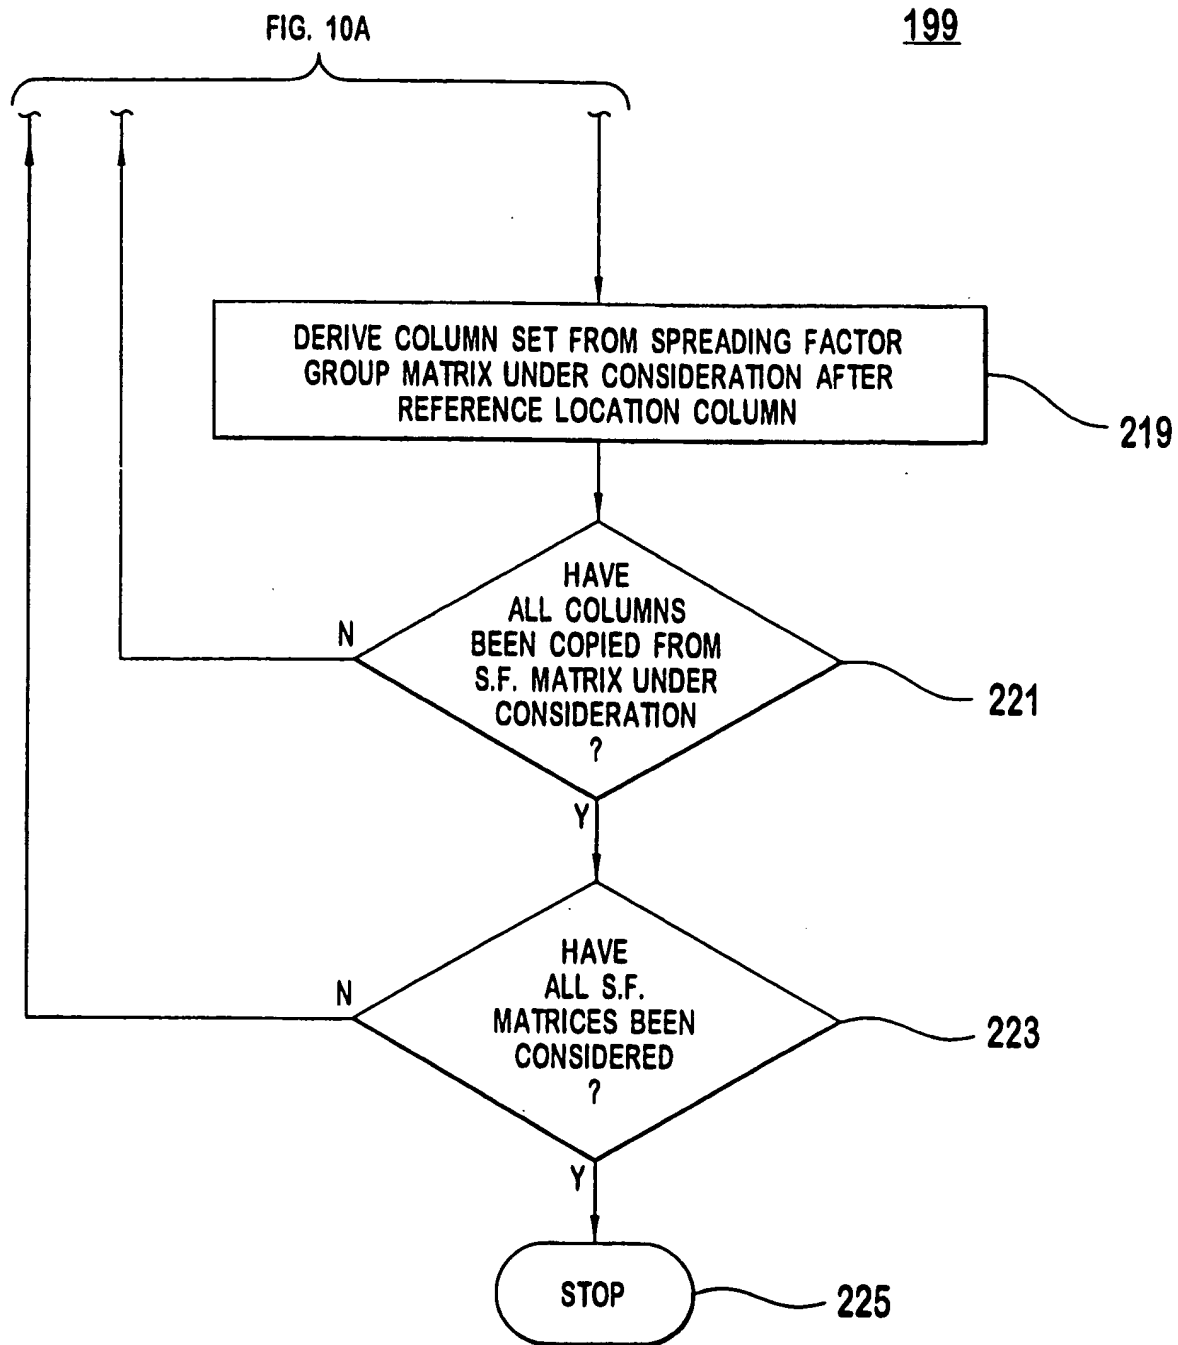 FIG. 10A
199
DERIVE COLUMN SET FROM SPREADING FACTOR
GROUP MATRIX UNDER CONSIDERATION AFTER
REFERENCE LOCATION COLUMN
219
HAVE
ALL COLUMNS
BEEN COPIED FROM
S.F. MATRIX UNDER
CONSIDERATION
?
N
221
Y
HAVE
ALL S.F.
MATRICES BEEN
CONSIDERED
?
N
223
Y
STOP
225